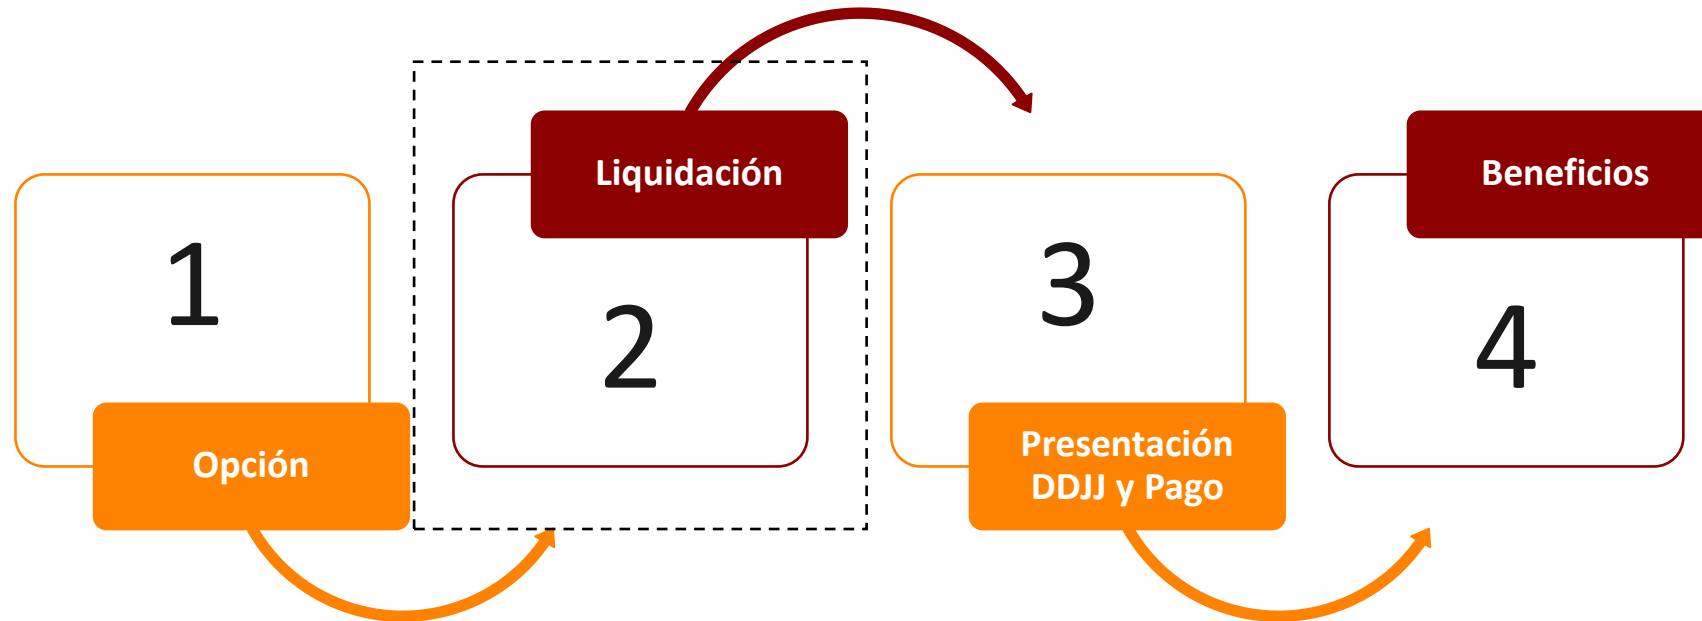 1
Opción
Liquidación
2
3
Presentación
DDJJ y Pago
Beneficios
4